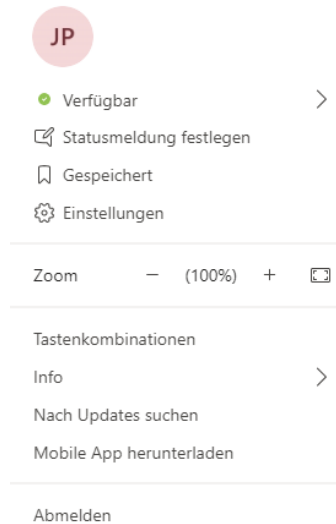 JP
Verfügbar
Statusmeldung festlegen
Gespeichert
Einstellungen
Zoom — (100%) +
Tastenkombinationen
Info
Nach Updates suchen
Mobile App herunterladen
Abmelden